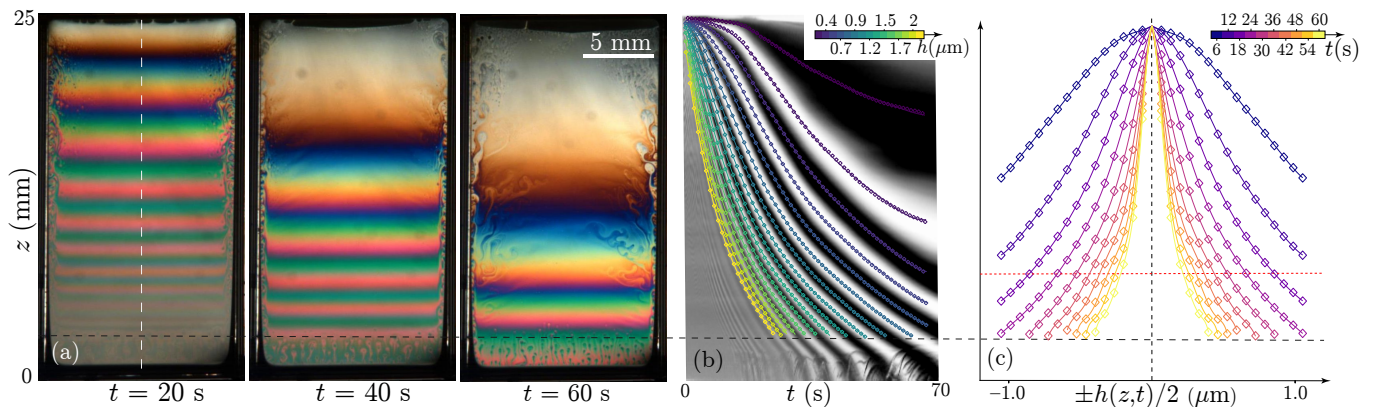 25
z (mm)
0
(a)
5 mm
t = 20 s
t = 40 s
t = 60 s
0.4 0.9 1.5 2
0.7 1.2 1.7 h(μm)
(b)
0 t (s) 70
12 24 36 48 60
6 18 30 42 54 t(s)
(c)
−1.0 ±h(z,t)/2 (μm) 1.0